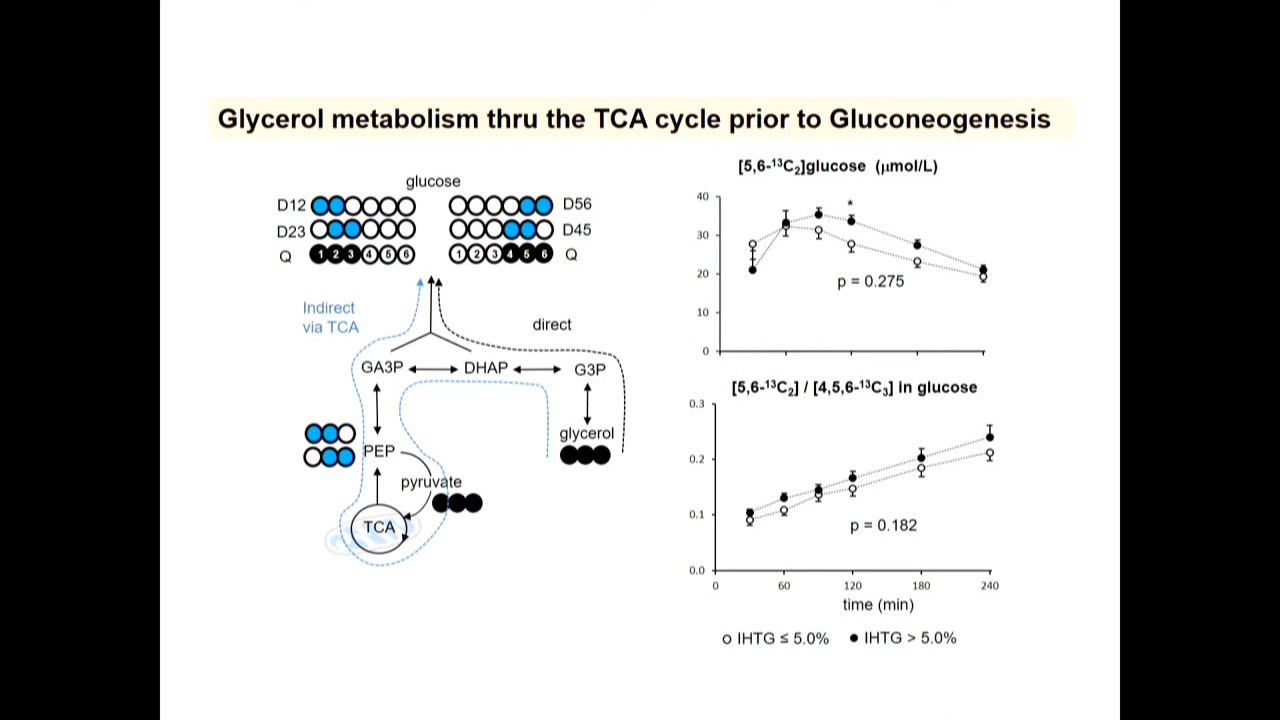 Glycerol metabolism thru the TCA cycle prior to Gluconeogenesis
glucose
D12
D56
D23
D45
Q
1 2 3 4 5 6
1 2 3 4 5 6
Q
Indirect
via TCA
direct
GA3P
DHAP
G3P
glycerol
PEP
pyruvate
TCA
[5,6-¹³C₂]glucose (μmol/L)
40
30
20
10
0
*
p = 0.275
[5,6-¹³C₂] / [4,5,6-¹³C₃] in glucose
0.3
0.2
0.1
0.0
p = 0.182
0 60 120 180 240
time (min)
IHTG ≤ 5.0% IHTG > 5.0%